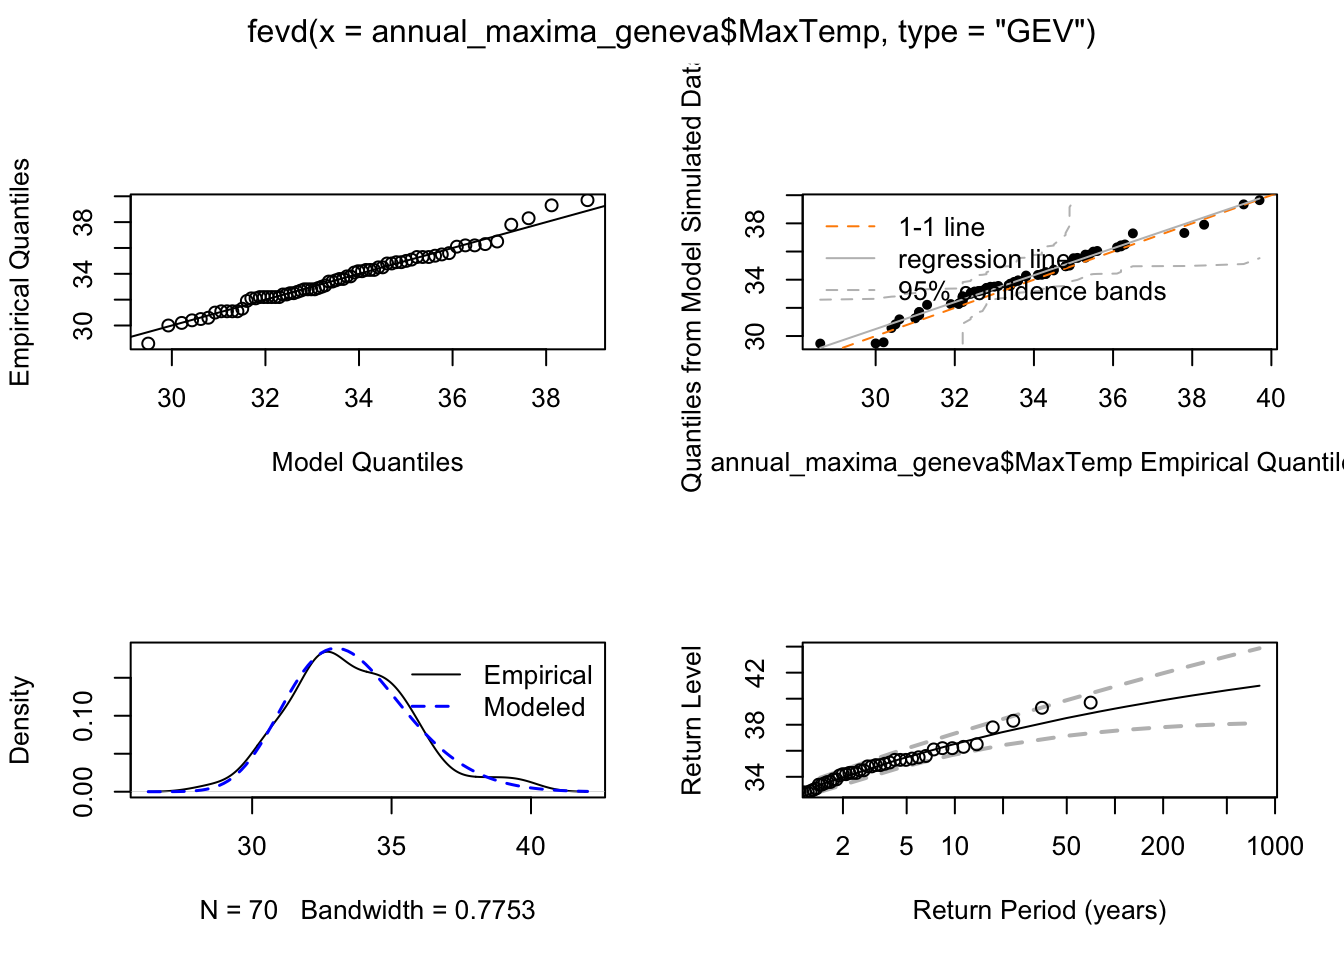 fevd(x = annual_maxima_geneva$MaxTemp, type = "GEV")
Empirical Quantiles
30 34 38
30 32 34 36 38
Model Quantiles
Quantiles from Model Simulated Dat
30 34 38
1-1 line
regression line
95% confidence bands
30 32 34 36 38 40
annual_maxima_geneva$MaxTemp Empirical Quantile
Density
0.00 0.10
Empirical
Modeled
30 35 40
N = 70 Bandwidth = 0.7753
Return Level
34 38 42
2 5 10 50 200 1000
Return Period (years)